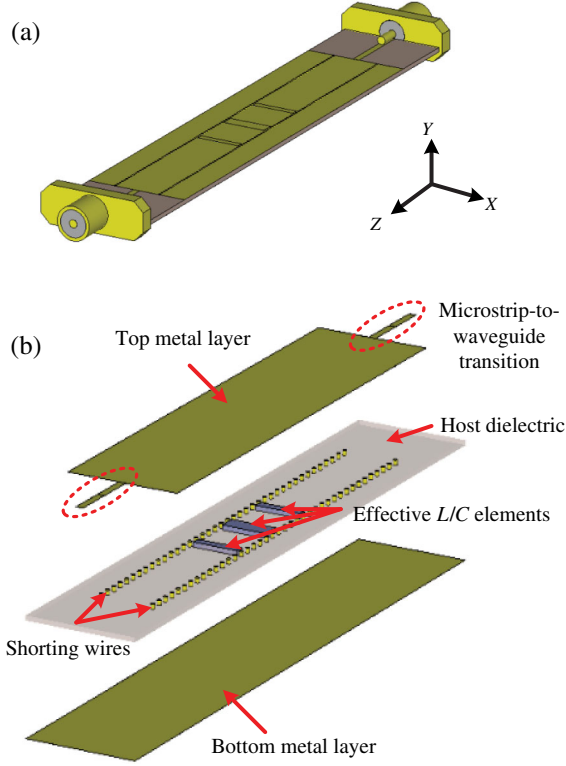 (a)
Y
X
Z
(b)
Top metal layer
Microstrip-to-
waveguide
transition
Host dielectric
Effective L/C elements
Shorting wires
Bottom metal layer